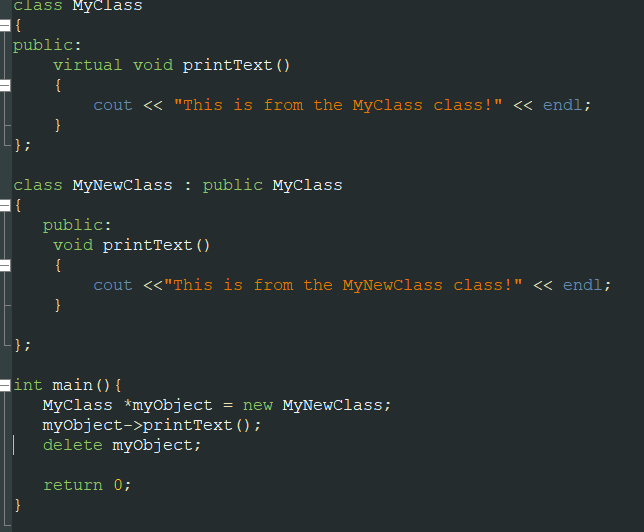 class MyClass
{
public:
    virtual void printText()
    {
        cout << "This is from the MyClass class!" << endl;
    }
};
class MyNewClass : public MyClass
{
   public:
    void printText()
    {
        cout <<"This is from the MyNewClass class!" << endl;
    }
};
int main(){
   MyClass *myObject = new MyNewClass;
   myObject->printText();
   delete myObject;
   return 0;
}